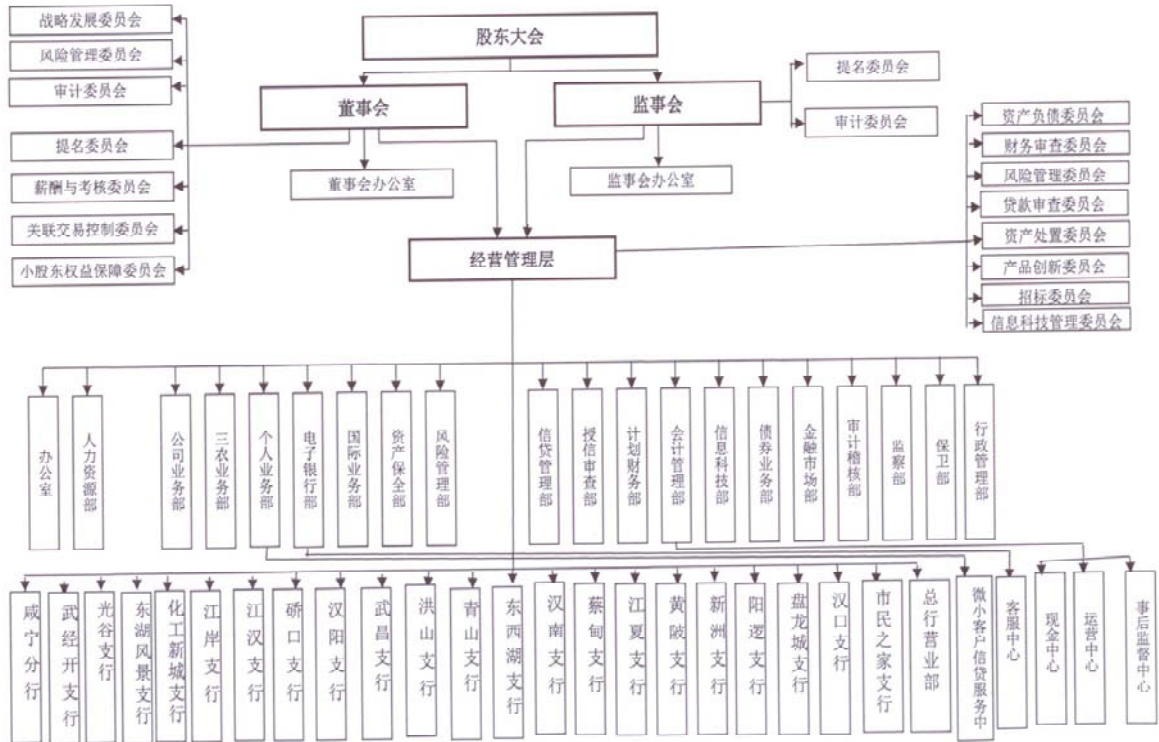 股东大会
董事会
监事会
战略发展委员会
风险管理委员会
审计委员会
提名委员会
薪酬与考核委员会
关联交易控制委员会
小股东权益保障委员会
董事会办公室
监事会办公室
提名委员会
审计委员会
经营管理层
资产负债委员会
财务审查委员会
风险管理委员会
贷款审查委员会
资产处置委员会
产品创新委员会
招标委员会
信息科技管理委员会
办公室
人力资源部
公司业务部
三农业务部
个人业务部
电子银行部
国际业务部
资产保全部
风险管理部
信贷管理部
授信审查部
计划财务部
会计管理部
信息科技部
债券业务部
金融市场部
审计稽核部
监察部
保卫部
行政管理部
咸宁分行
武经开支行
光谷支行
东湖风景支行
化工新城支行
江岸支行
江汉支行
硚口支行
汉阳支行
武昌支行
洪山支行
青山支行
东西湖支行
汉南支行
蔡甸支行
江夏支行
黄陂支行
新洲支行
阳逻支行
盘龙城支行
汉口支行
市民之家支行
总行营业部
微小客户信贷服务中
客服中心
现金中心
运营中心
事后监督中心